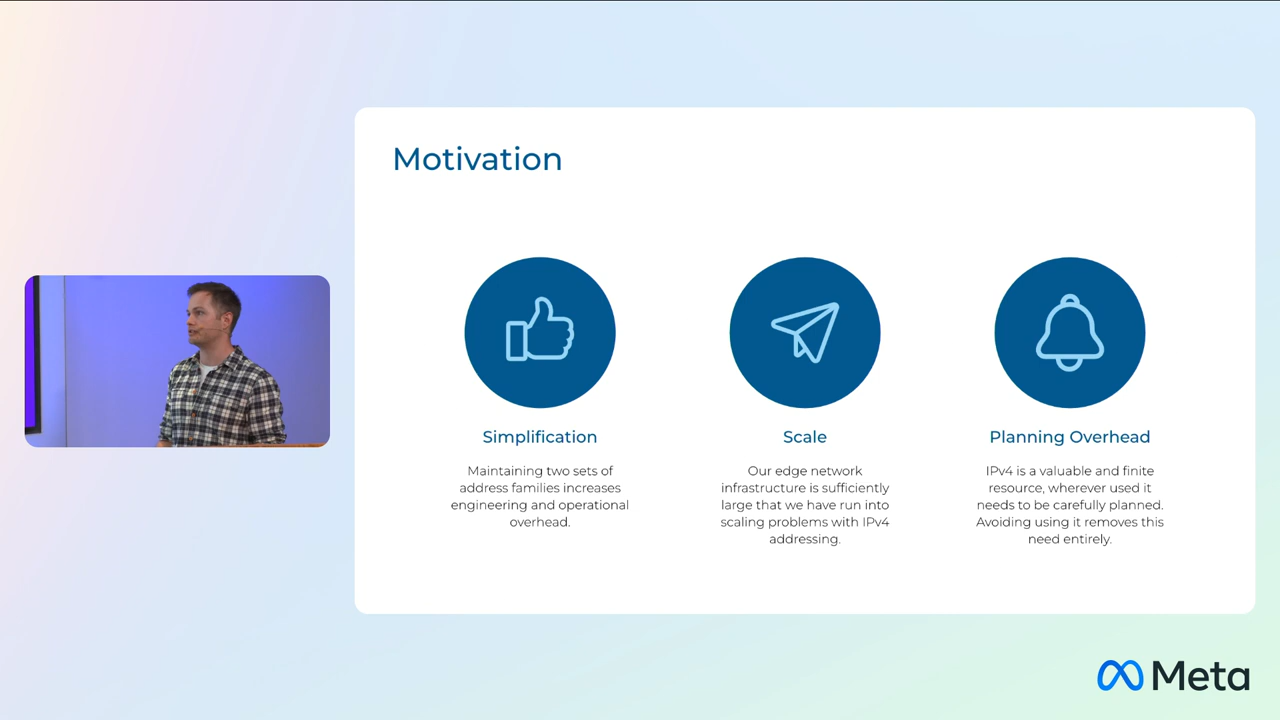 Motivation
Simplification
Maintaining two sets of
address families increases
engineering and operational
overhead.
Scale
Our edge network
infrastructure is sufficiently
large that we have run into
scaling problems with IPv4
addressing.
Planning Overhead
IPv4 is a valuable and finite
resource, wherever used it
needs to be carefully planned.
Avoiding using it removes this
need entirely.
Meta